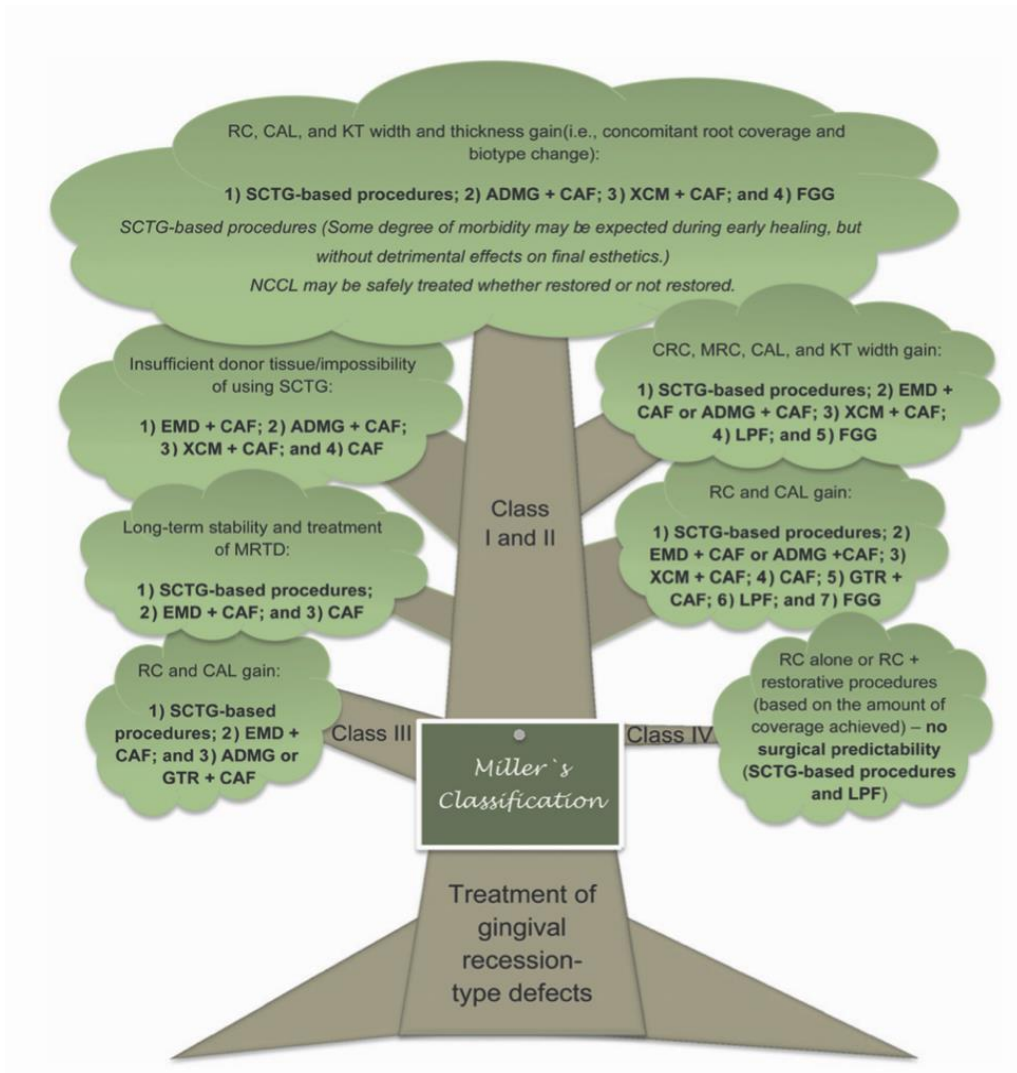 RC, CAL, and KT width and thickness gain(i.e., concomitant root coverage and
biotype change):
1) SCTG-based procedures; 2) ADMG + CAF; 3) XCM + CAF; and 4) FGG
SCTG-based procedures (Some degree of morbidity may be expected during early healing, but
without detrimental effects on final esthetics.)
NCCL may be safely treated whether restored or not restored.
Insufficient donor tissue/impossibility
of using SCTG:
1) EMD + CAF; 2) ADMG + CAF;
3) XCM + CAF; and 4) CAF
CRC, MRC, CAL, and KT width gain:
1) SCTG-based procedures; 2) EMD +
CAF or ADMG + CAF; 3) XCM + CAF;
4) LPF; and 5) FGG
Long-term stability and treatment
of MRTD:
1) SCTG-based procedures;
2) EMD + CAF; and 3) CAF
Class
I and II
RC and CAL gain:
1) SCTG-based procedures; 2)
EMD + CAF or ADMG +CAF; 3)
XCM + CAF; 4) CAF; 5) GTR +
CAF; 6) LPF; and 7) FGG
RC and CAL gain:
1) SCTG-based
procedures; 2) EMD +
CAF; and 3) ADMG or
GTR + CAF
Class III
Class IV
RC alone or RC +
restorative procedures
(based on the amount of
coverage achieved) – no
surgical predictability
(SCTG-based procedures
and LPF)
Miller`s
Classification
Treatment of
gingival
recession-
type defects